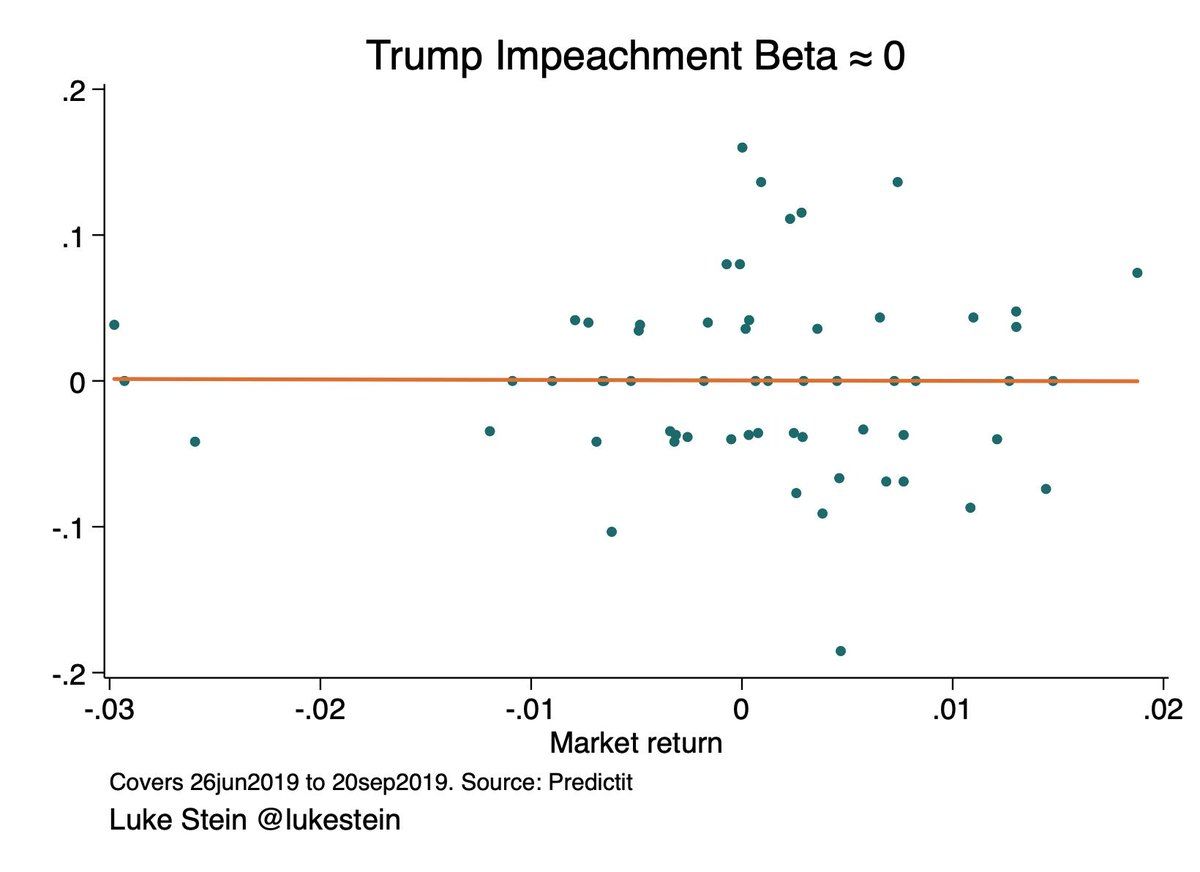 Trump Impeachment Beta ≈ 0
.2
.1
0
-.1
-.2
-.03 -.02 -.01 0 .01 .02
Market return
Covers 26jun2019 to 20sep2019. Source: Predictit
Luke Stein @lukestein